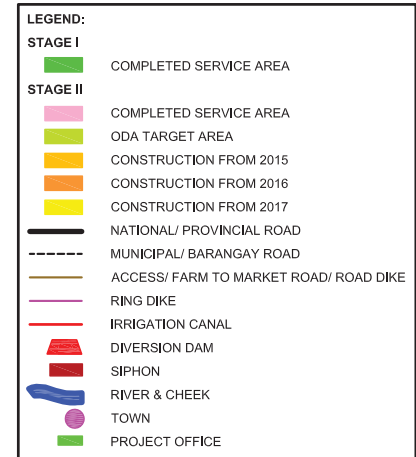 LEGEND:
STAGE I
COMPLETED SERVICE AREA
STAGE II
COMPLETED SERVICE AREA
ODA TARGET AREA
CONSTRUCTION FROM 2015
CONSTRUCTION FROM 2016
CONSTRUCTION FROM 2017
NATIONAL/ PROVINCIAL ROAD
MUNICIPAL/ BARANGAY ROAD
ACCESS/ FARM TO MARKET ROAD/ ROAD DIKE
RING DIKE
IRRIGATION CANAL
DIVERSION DAM
SIPHON
RIVER & CHEEK
TOWN
PROJECT OFFICE